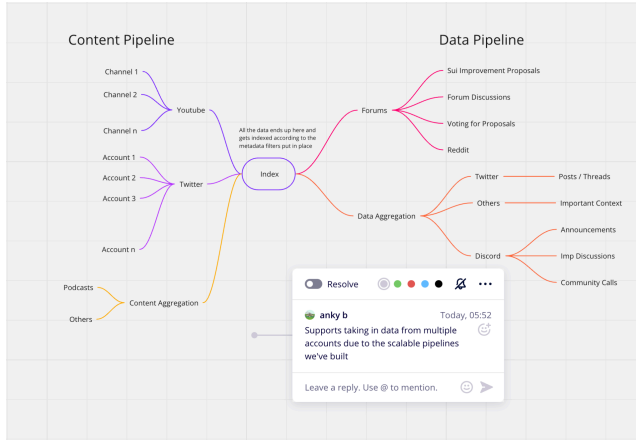 Content Pipeline
Data Pipeline
Channel 1
Channel 2
Channel n
Youtube
Account 1
Account 2
Account 3
Account n
Twitter
Podcasts
Others
Content Aggregation
All the data ends up here and
gets indexed according to the
metadata filters put in place
Index
Forums
Sui Improvement Proposals
Forum Discussions
Voting for Proposals
Reddit
Data Aggregation
Twitter
Posts / Threads
Others
Important Context
Discord
Announcements
Imp Discussions
Community Calls
Resolve
anky b
Today, 05:52
Supports taking in data from multiple
accounts due to the scalable pipelines
we've built
Leave a reply. Use @ to mention.